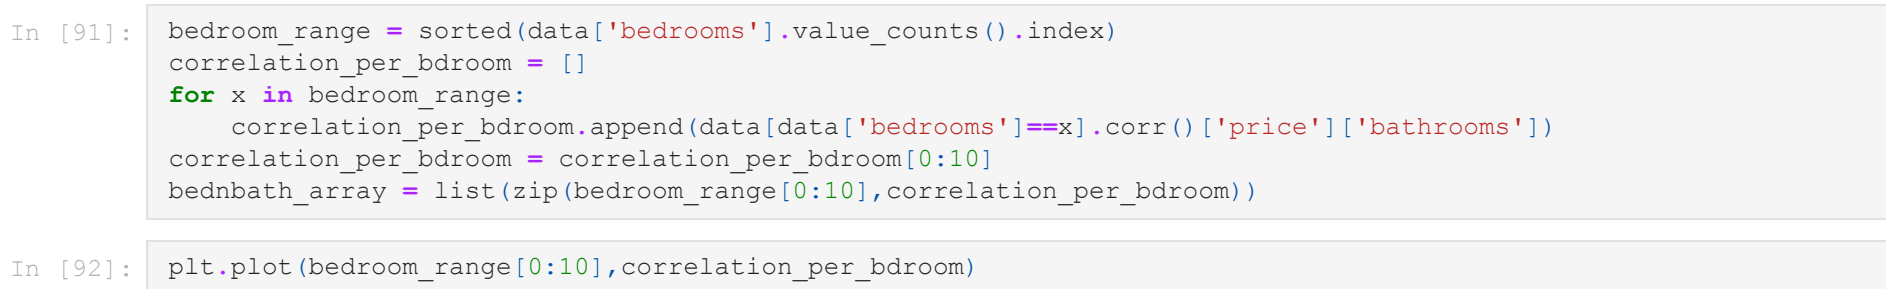 In [91]: bedroom_range = sorted(data['bedrooms'].value_counts().index)
correlation_per_bdroom = []
for x in bedroom_range:
    correlation_per_bdroom.append(data[data['bedrooms']==x].corr()['price']['bathrooms'])
correlation_per_bdroom = correlation_per_bdroom[0:10]
bednbath_array = list(zip(bedroom_range[0:10],correlation_per_bdroom))
In [92]: plt.plot(bedroom_range[0:10],correlation_per_bdroom)